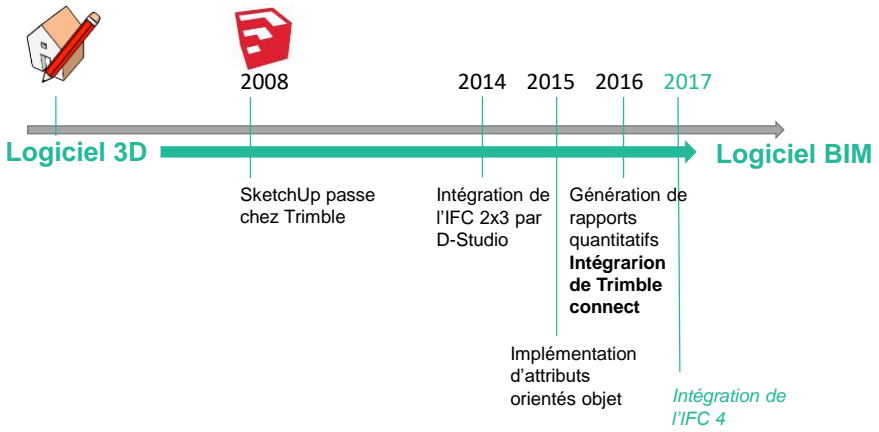 2008
2014
2015
2016
2017
Logiciel 3D
Logiciel BIM
SketchUp passe
chez Trimble
Intégration de
l'IFC 2x3 par
D-Studio
Génération de
rapports
quantitatifs
Intégrarion
de Trimble
connect
Implémentation
d'attributs
orientés objet
Intégration de
l'IFC 4